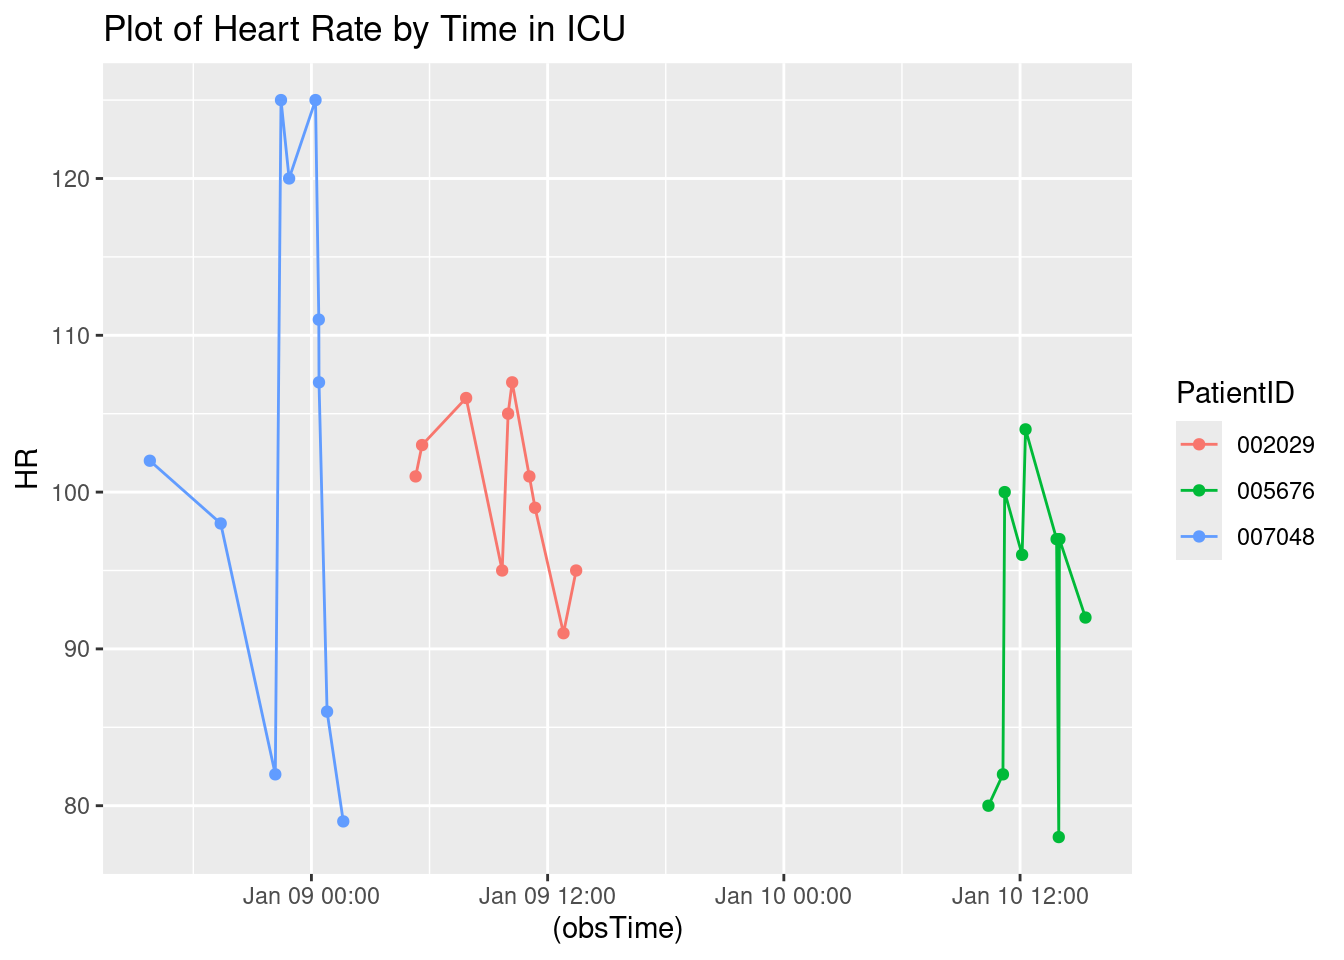 Plot of Heart Rate by Time in ICU
120
110
100
90
80
HR
Jan 09 00:00 Jan 09 12:00 Jan 10 00:00 Jan 10 12:00
(obsTime)
PatientID
002029
005676
007048